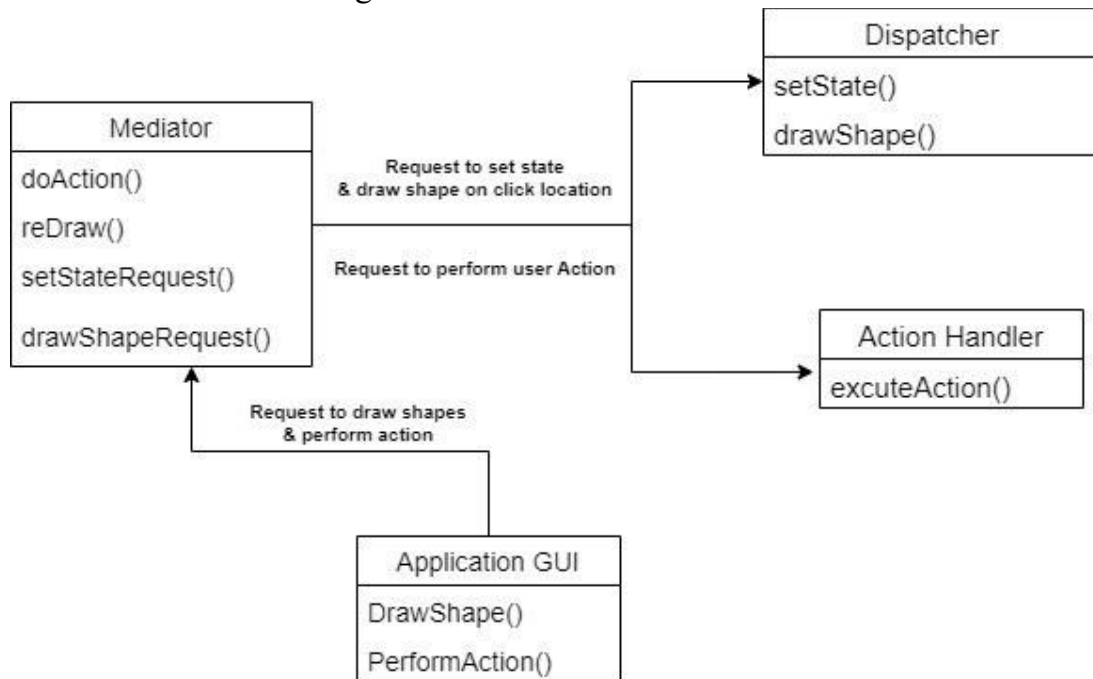 Dispatcher
setState()
drawShape()
Mediator
doAction()
reDraw()
setStateRequest()
drawShapeRequest()
Request to set state
& draw shape on click location
Request to perform user Action
Action Handler
excuteAction()
Request to draw shapes
& perform action
Application GUI
DrawShape()
PerformAction()